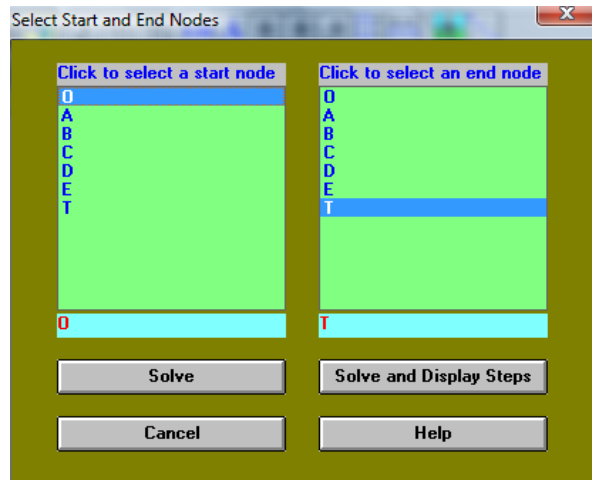 Select Start and End Nodes
x
Click to select a start node
O
A
B
C
D
E
T
O
Click to select an end node
O
A
B
C
D
E
T
T
Solve
Solve and Display Steps
Cancel
Help